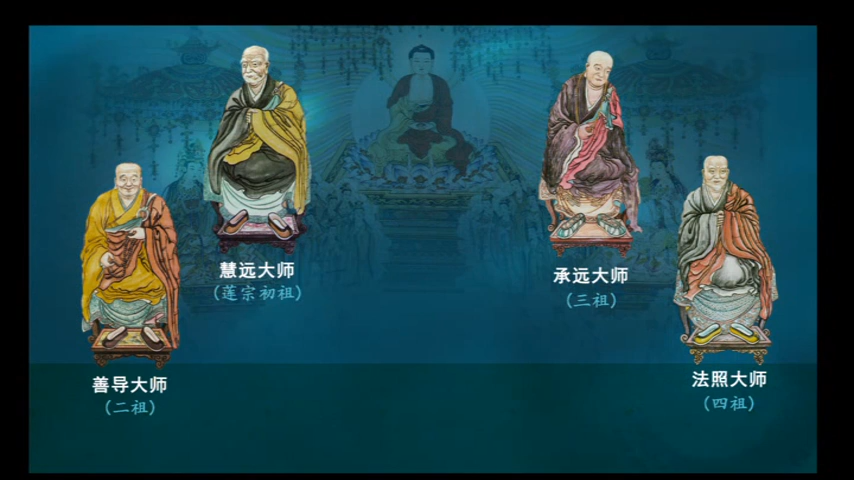 慧远大师
(莲宗初祖)
承远大师
(三祖)
善导大师
(二祖)
法照大师
(四祖)